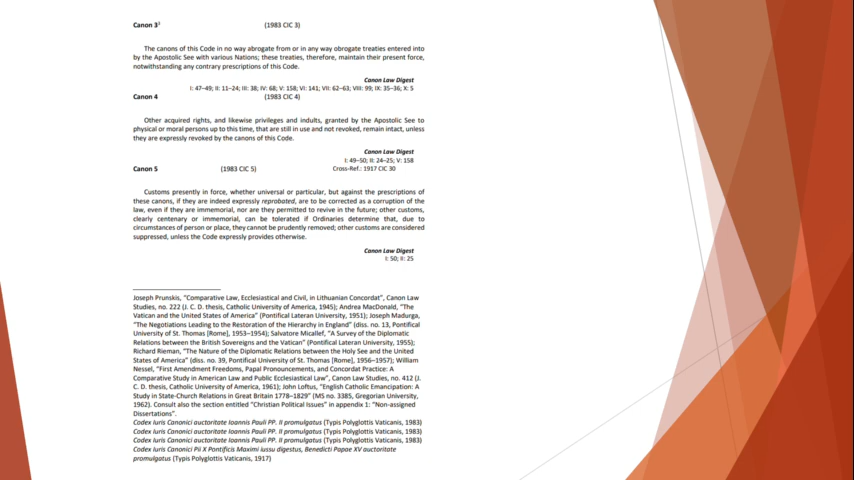 Canon 3² (1983 CIC 3)
The canons of this Code in no way abrogate from or in any way obrogate treaties entered into
by the Apostolic See with various Nations; these treaties, therefore, maintain their present force,
notwithstanding any contrary prescriptions of this Code.
Canon Law Digest
I: 47–49; II: 11–24; III: 38; IV: 68; V: 158; VI: 141; VII: 62–63; VIII: 99; IX: 35–36; X: 5
Canon 4 (1983 CIC 4)
Other acquired rights, and likewise privileges and indults, granted by the Apostolic See to
physical or moral persons up to this time, that are still in use and not revoked, remain intact, unless
they are expressly revoked by the canons of this Code.
Canon Law Digest
I: 49–50; II: 24–25; V: 158
Canon 5 (1983 CIC 5) Cross-Ref.: 1917 CIC 30
Customs presently in force, whether universal or particular, but against the prescriptions of
these canons, if they are indeed expressly reprobated, are to be corrected as a corruption of the
law, even if they are immemorial, nor are they permitted to revive in the future; other customs,
clearly centenary or immemorial, can be tolerated if Ordinaries determine that, due to
circumstances of person or place, they cannot be prudently removed; other customs are considered
suppressed, unless the Code expressly provides otherwise.
Canon Law Digest
I: 50; II: 25
Joseph Prunskis, “Comparative Law, Ecclesiastical and Civil, in Lithuanian Concordat”, Canon Law
Studies, no. 222 (J. C. D. thesis, Catholic University of America, 1945); Andrea MacDonald, “The
Vatican and the United States of America” (Pontifical Lateran University, 1951); Joseph Madurga,
“The Negotiations Leading to the Restoration of the Hierarchy in England” (diss. no. 13, Pontifical
University of St. Thomas [Rome], 1953–1954); Salvatore Micallef, “A Survey of the Diplomatic
Relations between the British Sovereigns and the Vatican” (Pontifical Lateran University, 1955);
Richard Rieman, “The Nature of the Diplomatic Relations between the Holy See and the United
States of America” (diss. no. 39, Pontifical University of St. Thomas [Rome], 1956–1957); William
Nessel, “First Amendment Freedoms, Papal Pronouncements, and Concordat Practice: A
Comparative Study in American Law and Public Ecclesiastical Law”, Canon Law Studies, no. 412 (J.
C. D. thesis, Catholic University of America, 1961); John Loftus, “English Catholic Emancipation: A
Study in State-Church Relations in Great Britain 1778–1829” (MS no. 3385, Gregorian University,
1962). Consult also the section entitled “Christian Political Issues” in appendix 1: “Non-assigned
Dissertations”.
Codex Iuris Canonici auctoritate Ioannis Pauli PP. II promulgatus (Typis Polyglottis Vaticanis, 1983)
Codex Iuris Canonici auctoritate Ioannis Pauli PP. II promulgatus (Typis Polyglottis Vaticanis, 1983)
Codex Iuris Canonici auctoritate Ioannis Pauli PP. II promulgatus (Typis Polyglottis Vaticanis, 1983)
Codex Iuris Canonici Pii X Pontificis Maximi iussu digestus, Benedicti Papae XV auctoritate
promulgatus (Typis Polyglottis Vaticanis, 1917)